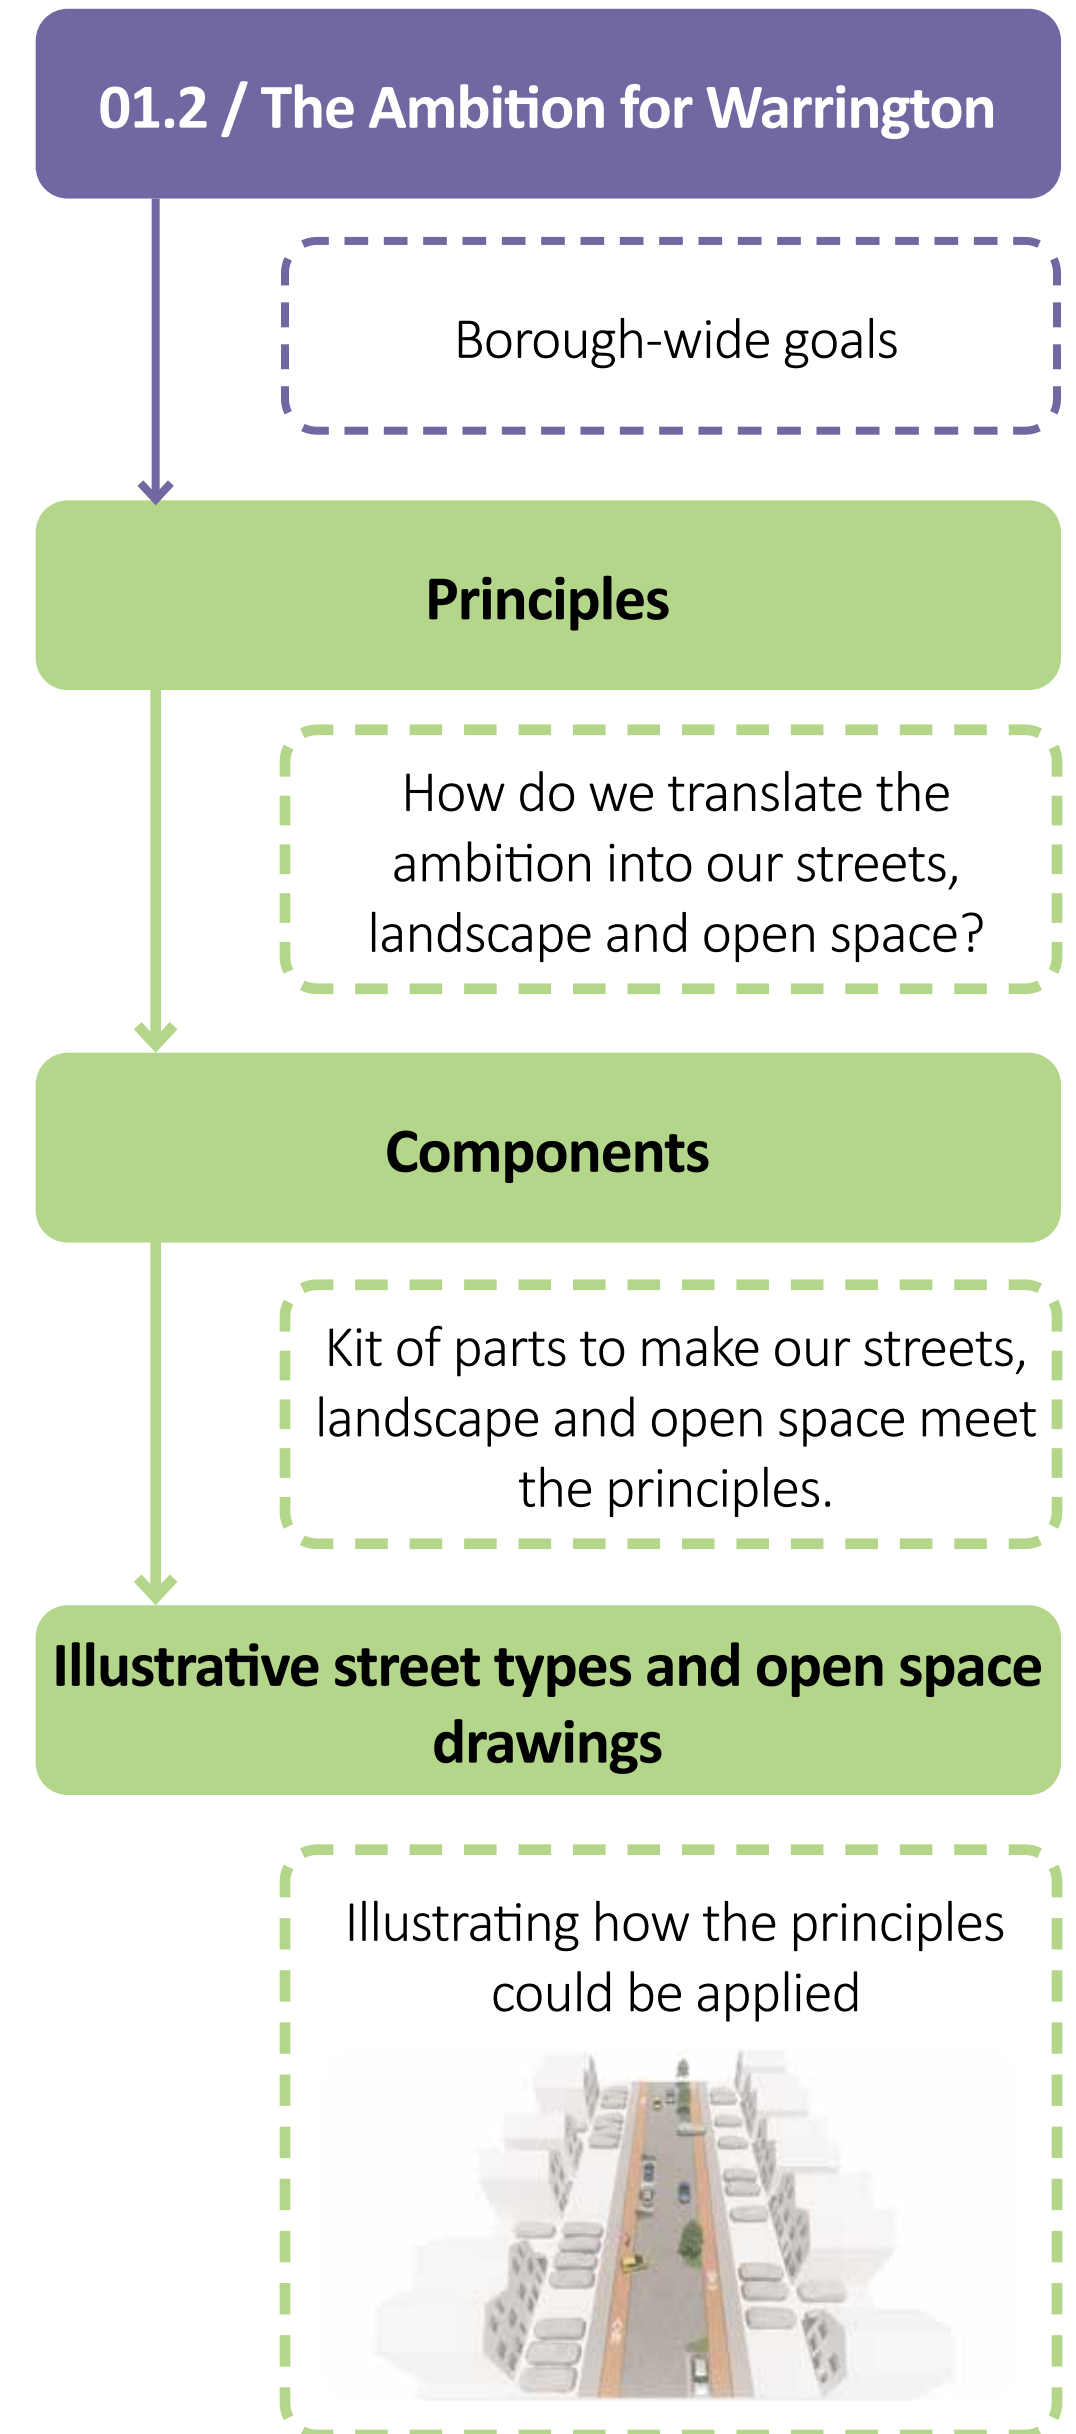 01.2 / The Ambition for Warrington
Borough-wide goals
Principles
How do we translate the
ambition into our streets,
landscape and open space?
Components
Kit of parts to make our streets,
landscape and open space meet
the principles.
Illustrative street types and open space
drawings
Illustrating how the principles
could be applied